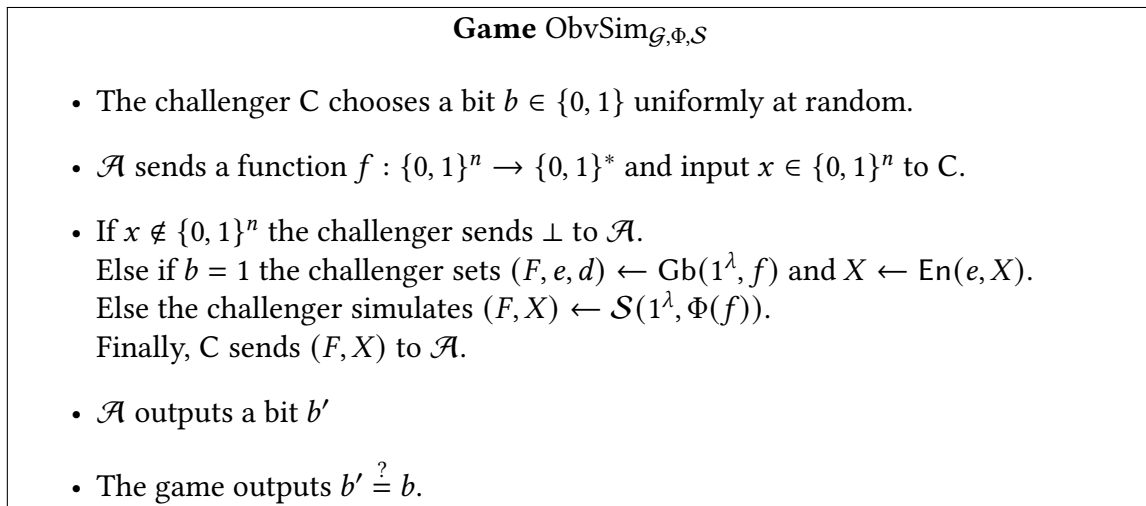 Game ObvSim𝒢,Φ,𝒮
• The challenger C chooses a bit b ∈ {0, 1} uniformly at random.
• 𝒜 sends a function f : {0, 1}ⁿ → {0, 1}* and input x ∈ {0, 1}ⁿ to C.
• If x ∉ {0, 1}ⁿ the challenger sends ⊥ to 𝒜.
Else if b = 1 the challenger sets (F, e, d) ← Gb(1^λ, f) and X ← En(e, X).
Else the challenger simulates (F, X) ← 𝓢(1^λ, Φ(f)).
Finally, C sends (F, X) to 𝒜.
• 𝒜 outputs a bit b′
• The game outputs b′ ≟ b.